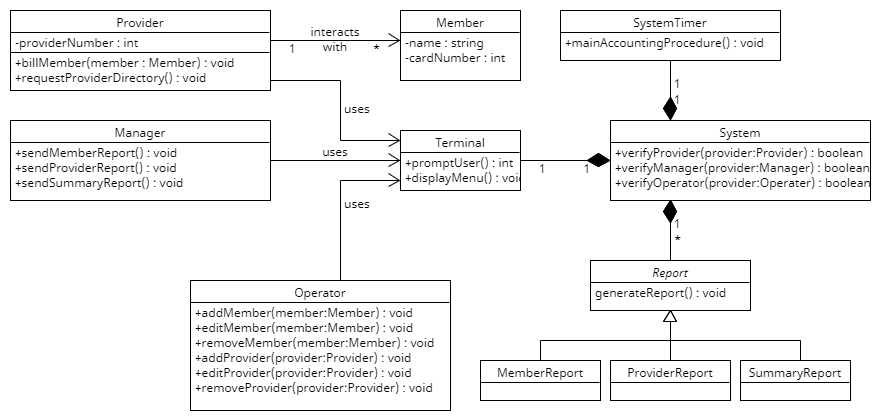 Provider
-providerNumber : int
+billMember(member : Member) : void
+requestProviderDirectory() : void
interacts
with
1
*
Member
-name : string
-cardNumber : int
SystemTimer
+mainAccountingProcedure() : void
1
1
uses
Manager
+sendMemberReport() : void
+sendProviderReport() : void
+sendSummaryReport() : void
uses
Terminal
+promptUser() : int
+displayMenu() : void
1
1
System
+verifyProvider(provider:Provider) : boolean
+verifyManager(provider:Manager) : boolean
+verifyOperator(provider:Operater) : boolean
uses
1
*
Operator
+addMember(member:Member) : void
+editMember(member:Member) : void
+removeMember(member:Member) : void
+addProvider(provider:Provider) : void
+editProvider(provider:Provider) : void
+removeProvider(provider:Provider) : void
Report
generateReport() : void
MemberReport
ProviderReport
SummaryReport